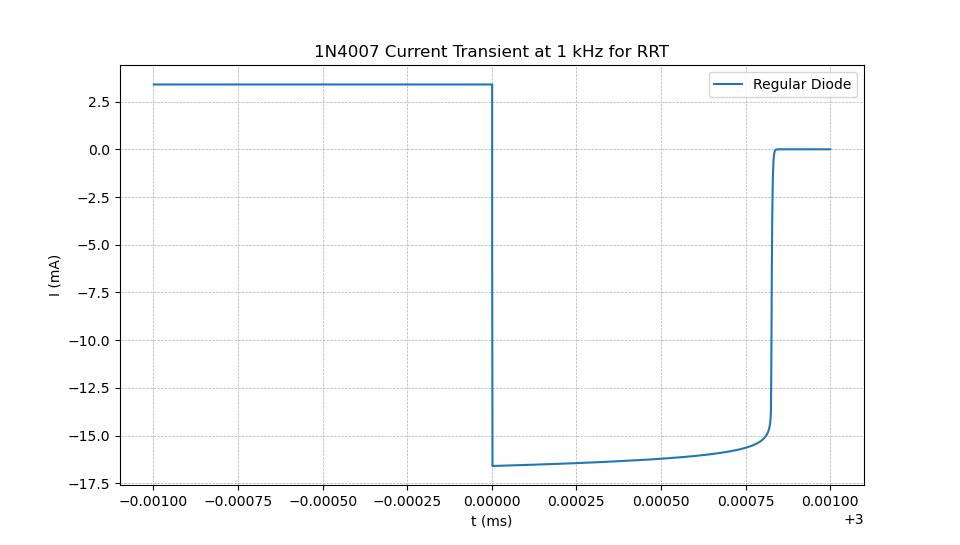 1N4007 Current Transient at 1 kHz for RRT
Regular Diode
2.5
0.0
−2.5
−5.0
−7.5
−10.0
−12.5
−15.0
−17.5
I (mA)
−0.00100 −0.00075 −0.00050 −0.00025 0.00000 0.00025 0.00050 0.00075 0.00100
+3
t (ms)